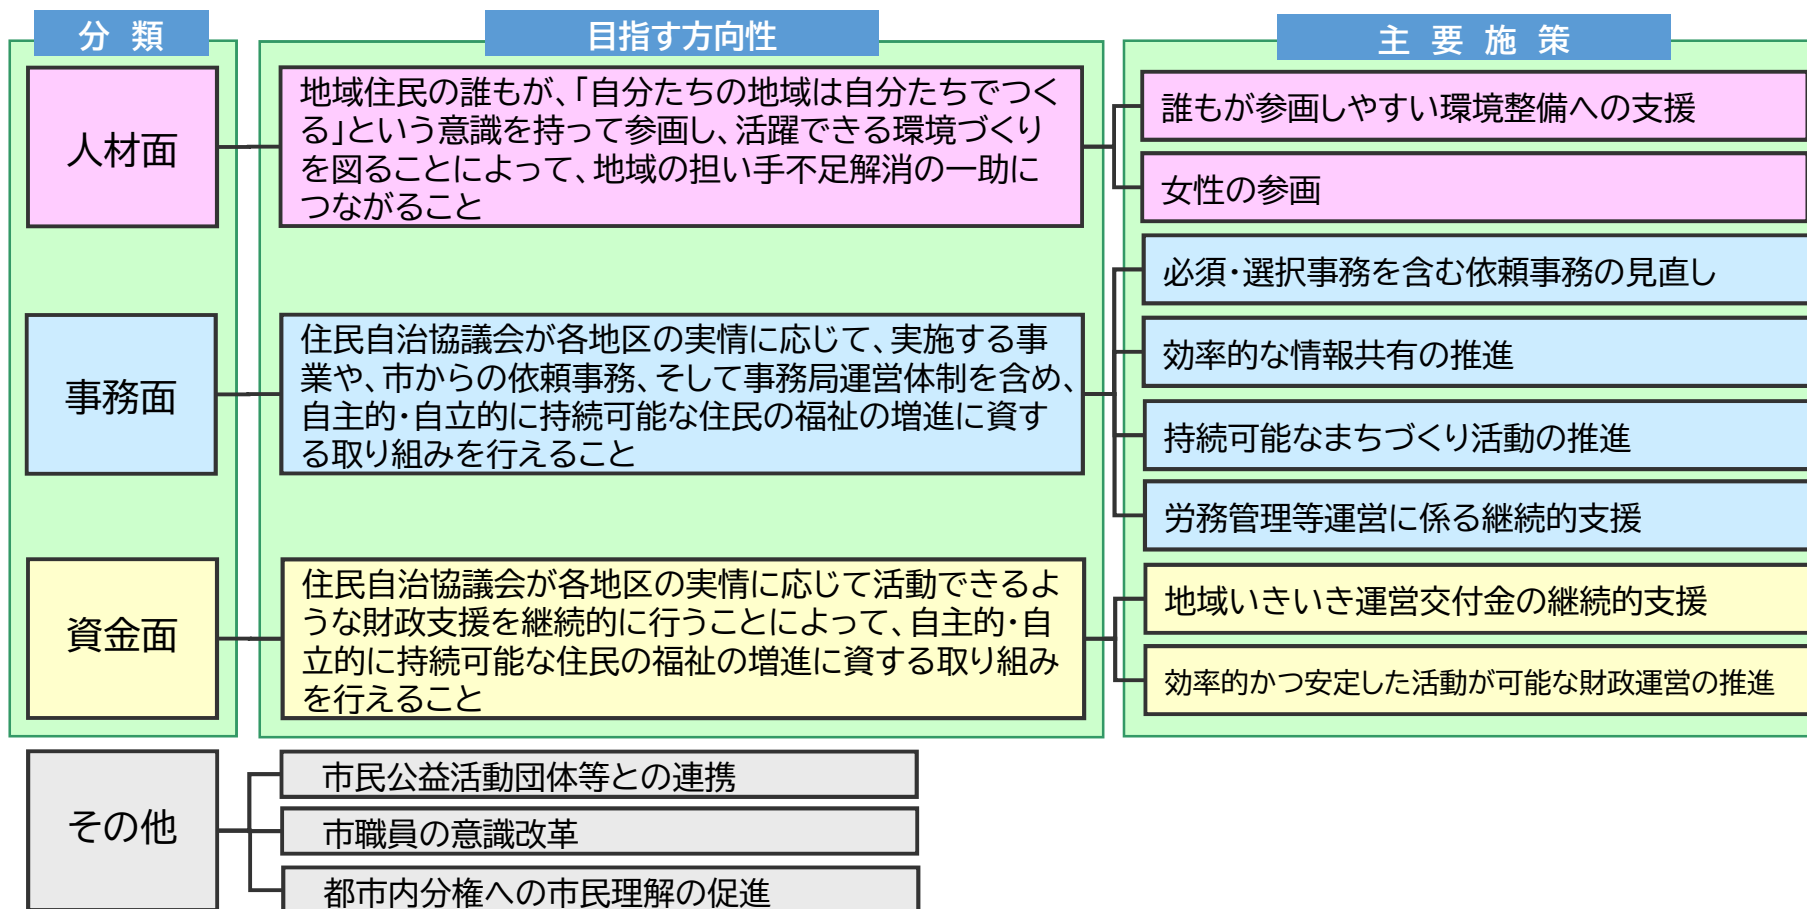 分 類
目指す方向性
主 要 施 策
人材面
地域住民の誰もが、「自分たちの地域は自分たちでつく
る」という意識を持って参画し、活躍できる環境づくり
を図ることによって、地域の担い手不足解消の一助に
つながること
誰もが参画しやすい環境整備への支援
女性の参画
事務面
住民自治協議会が各地区の実情に応じて、実施する事
業や、市からの依頼事務、そして事務局運営体制を含め、
自主的・自立的に持続可能な住民の福祉の増進に資す
る取り組みを行えること
必須・選択事務を含む依頼事務の見直し
効率的な情報共有の推進
持続可能なまちづくり活動の推進
労務管理等運営に係る継続的支援
資金面
住民自治協議会が各地区の実情に応じて活動できるよ
うな財政支援を継続的に行うことによって、自主的・自
立的に持続可能な住民の福祉の増進に資する取り組み
を行えること
地域いきいき運営交付金の継続的支援
効率的かつ安定した活動が可能な財政運営の推進
その他
市民公益活動団体等との連携
市職員の意識改革
都市内分権への市民理解の促進